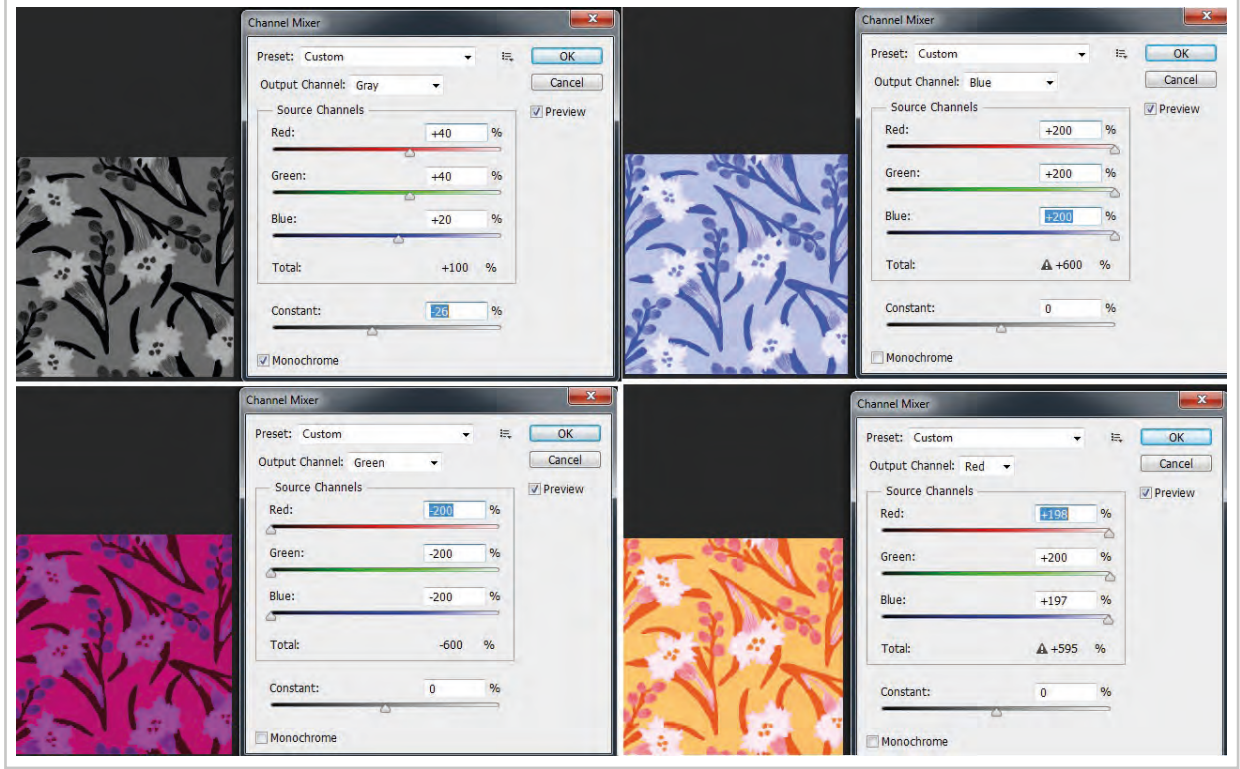 Channel Mixer
Preset: Custom
OK
Output Channel: Gray
Cancel
Source Channels
Preview
Red: +40 %
Green: +40 %
Blue: +20 %
Total: +100 %
Constant: -26 %
Monochrome
Channel Mixer
Preset: Custom
OK
Output Channel: Blue
Cancel
Source Channels
Preview
Red: +200 %
Green: +200 %
Blue: +200 %
Total: +600 %
Constant: 0 %
Monochrome
Channel Mixer
Preset: Custom
OK
Output Channel: Green
Cancel
Source Channels
Preview
Red: -200 %
Green: -200 %
Blue: -200 %
Total: -600 %
Constant: 0 %
Monochrome
Channel Mixer
Preset: Custom
OK
Output Channel: Red
Cancel
Source Channels
Preview
Red: +198 %
Green: +200 %
Blue: +197 %
Total: +595 %
Constant: 0 %
Monochrome